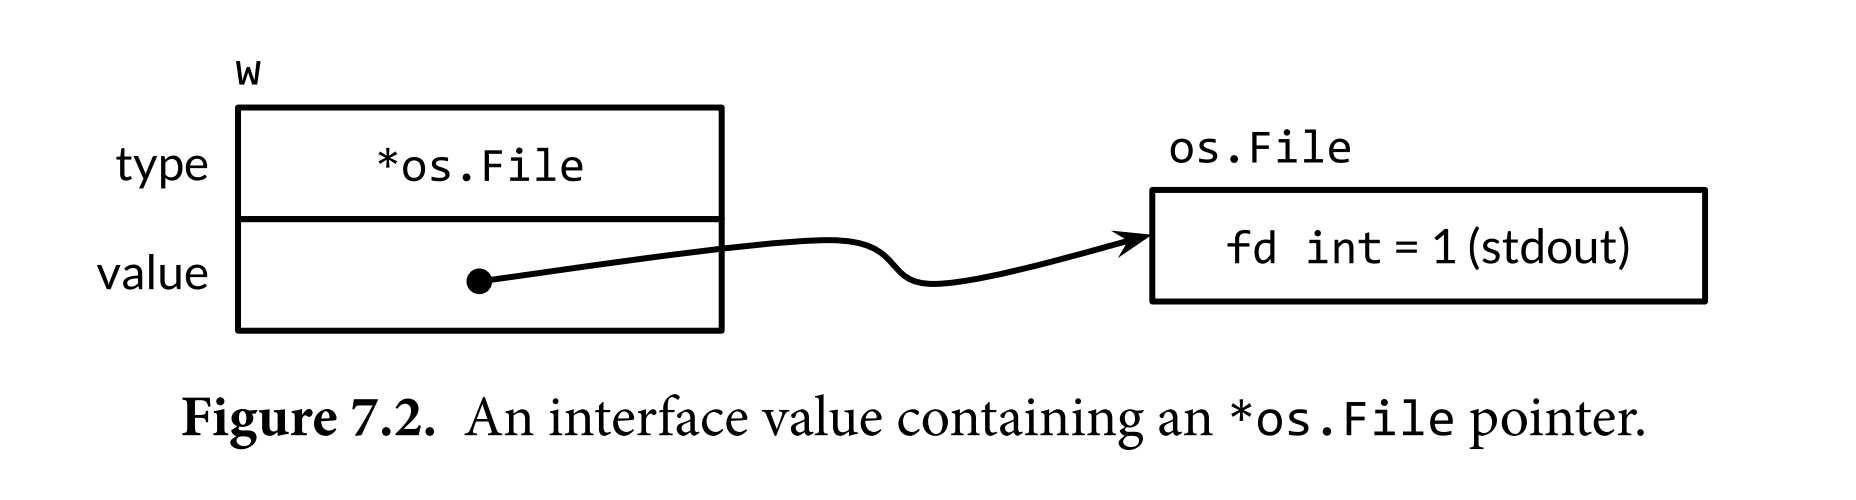 w
type
*os.File
value
os.File
fd int = 1 (stdout)
Figure 7.2. An interface value containing an *os.File pointer.